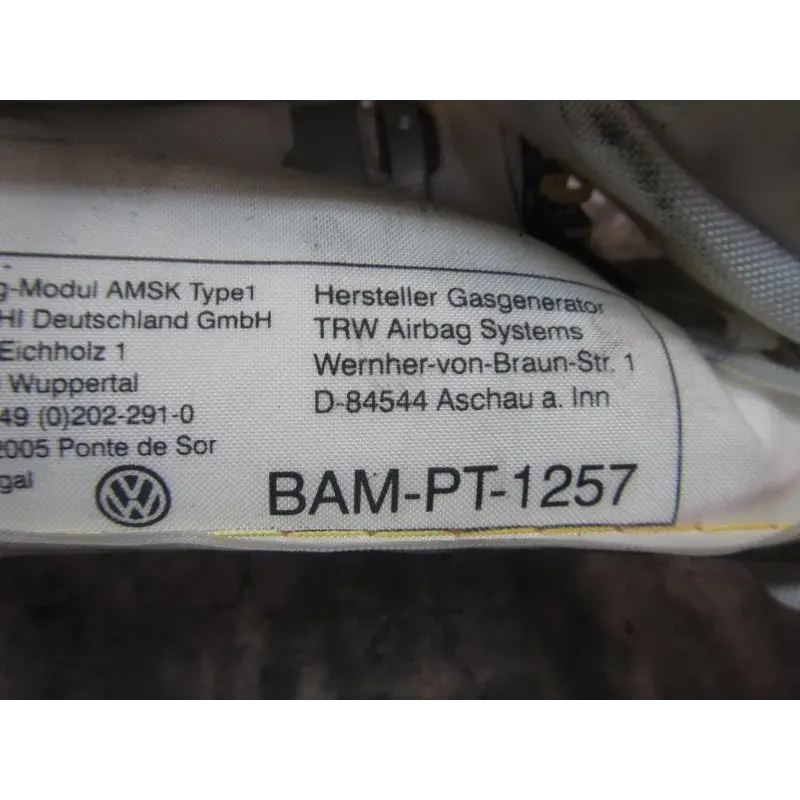 g-Modul AMSK Type1
HI Deutschland GmbH
Eichholz 1
Wuppertal
49 (0)202-291-0
2005 Ponte de Sor
gal
Hersteller Gasgenerator
TRW Airbag Systems
Wernher-von-Braun-Str. 1
D-84544 Aschau a. Inn
BAM-PT-1257